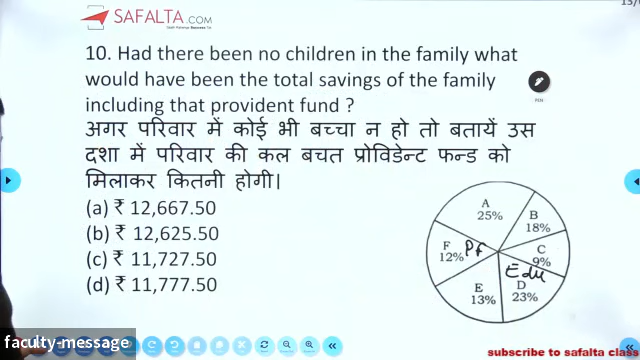 SAFALTA.COM
10. Had there been no children in the family what
would have been the total savings of the family
including that provident fund ?
अगर परिवार में कोई भी बच्चा न हो तो बतायें उस
दशा में परिवार की कल बचत प्रोविडेन्ट फन्ड को
मिलाकर कितनी होगी।
(a) ₹ 12,667.50
(b) ₹ 12,625.50
(c) ₹ 11,727.50
(d) ₹ 11,777.50
A
25%
B
18%
C
9%
Edu
D
23%
E
13%
F
12%
Pf
PEN
faculty-message
subscribe to safalta class